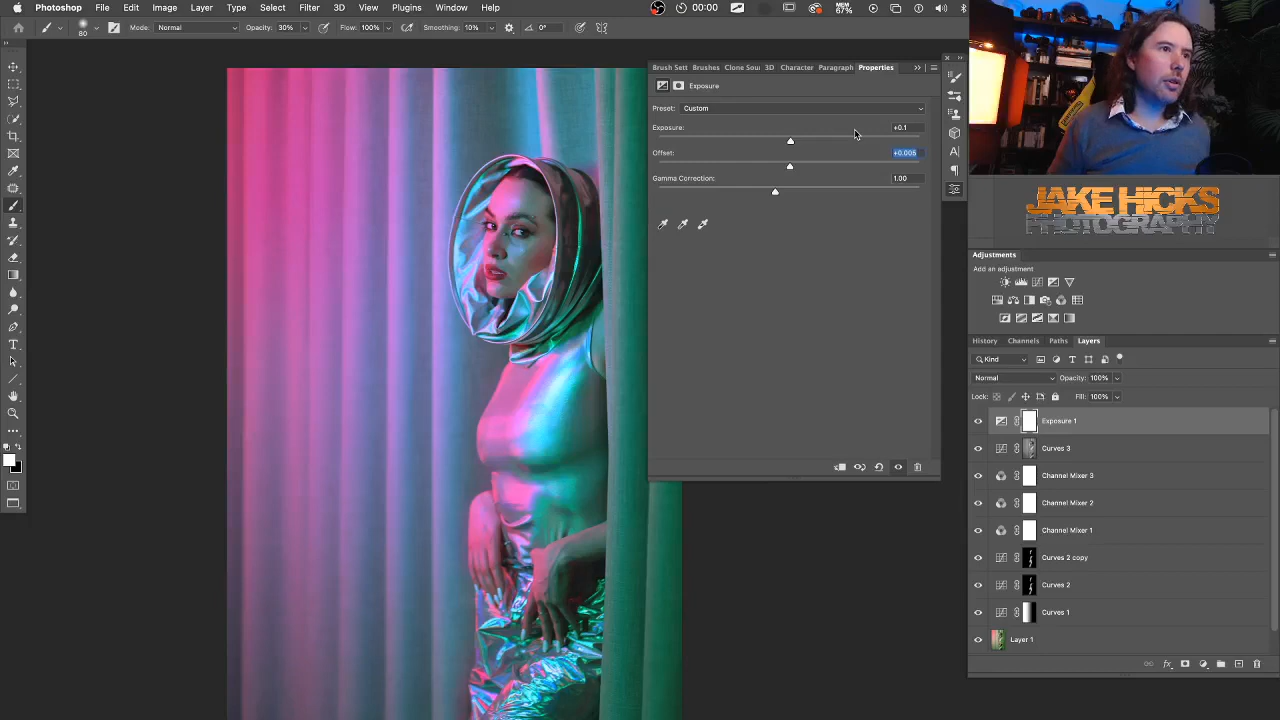 Photoshop File Edit Image Layer Type Select Filter 3D View Plugins Window Help 00:00 MEM 67%
80 Mode: Normal Opacity: 30% Flow: 100% Smoothing: 10% 0°
Brush Sett Brushes Clone Sour 3D Character Paragraph Properties
Exposure
Preset: Custom
Exposure: +0.1
Offset: +0.005
Gamma Correction: 1.00
JAKE HICKS
PHOTOGRAPHY
Adjustments
Add an adjustment
History Channels Paths Layers
Kind
Normal Opacity: 100%
Lock: Fill: 100%
Exposure 1
Curves 3
Channel Mixer 3
Channel Mixer 2
Channel Mixer 1
Curves 2 copy
Curves 2
Curves 1
Layer 1